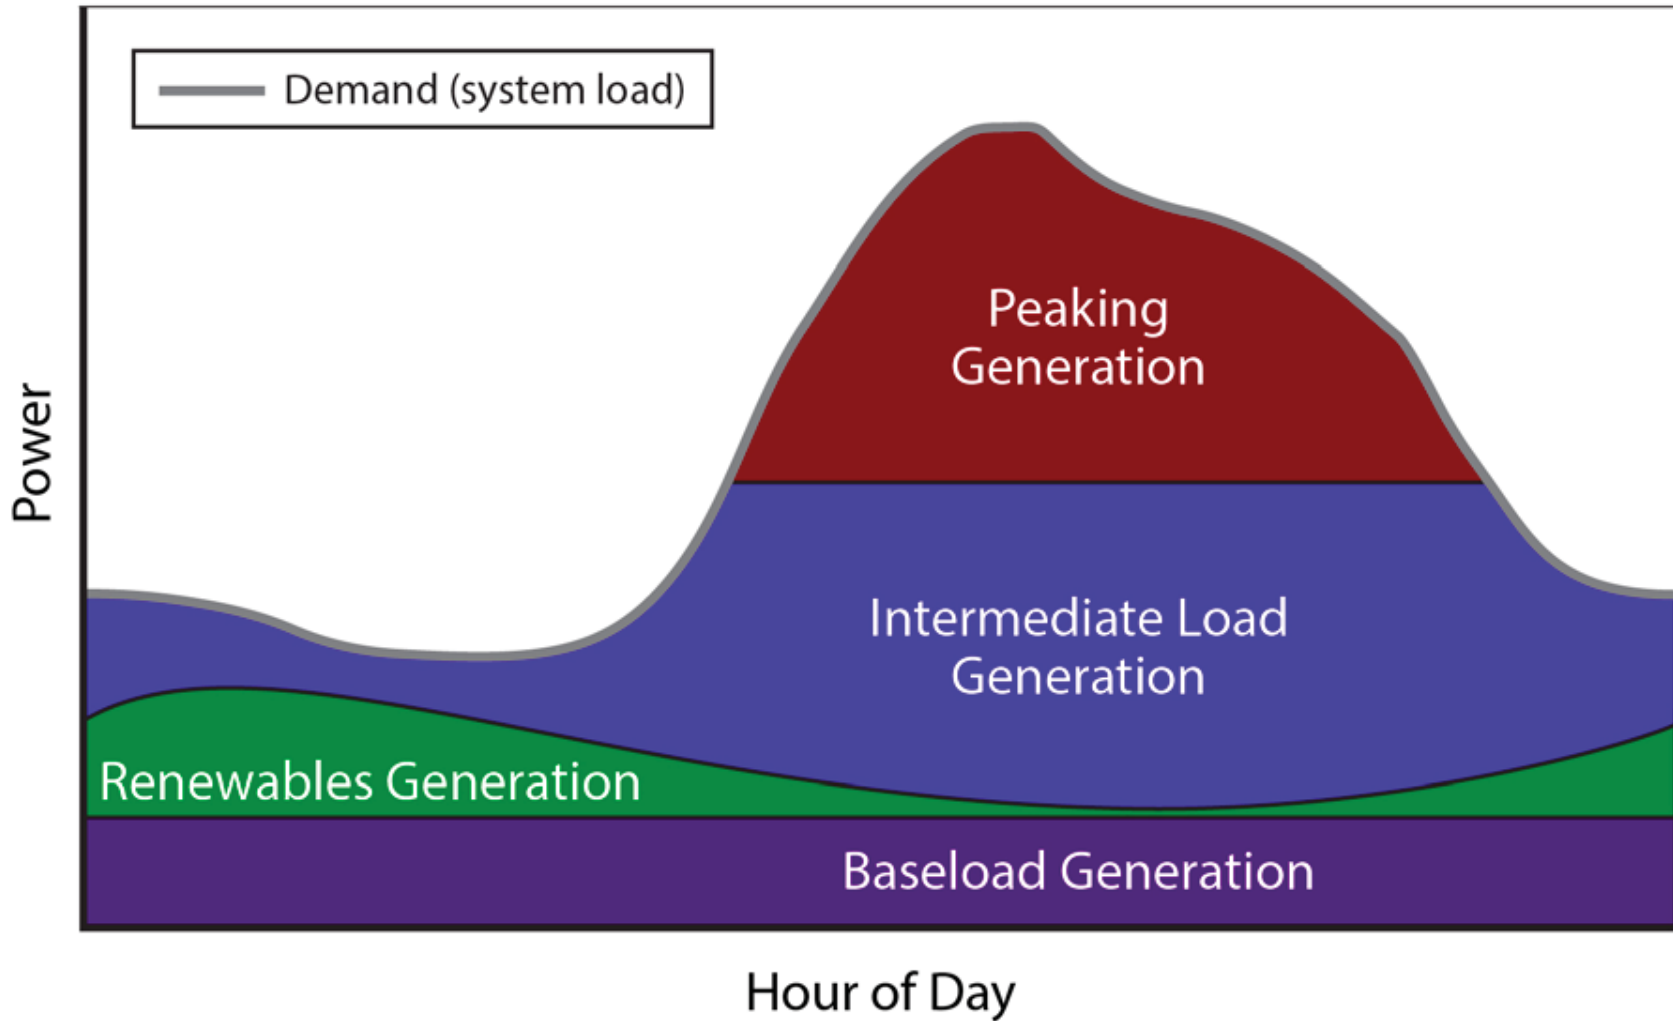 Demand (system load)
Peaking
Generation
Power
Intermediate Load
Generation
Renewables Generation
Baseload Generation
Hour of Day